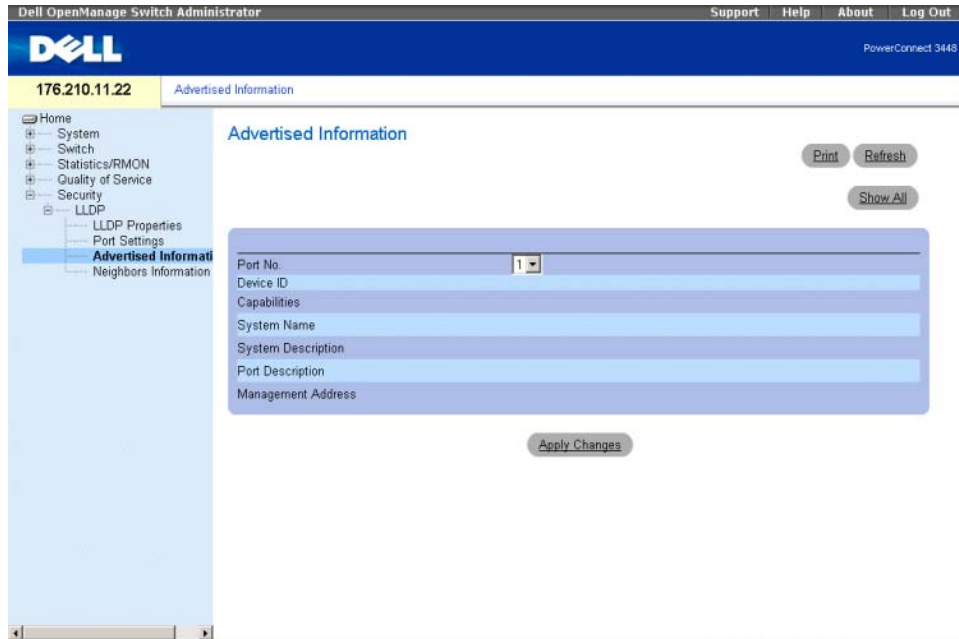 Dell OpenManage Switch Administrator
Support Help About Log Out
DELL
PowerConnect 3448
176.210.11.22
Advertised Information
Home
System
Switch
Statistics/RMON
Quality of Service
Security
LLDP
LLDP Properties
Port Settings
Advertised Informati
Neighbors Information
Advertised Information
Print Refresh
Show All
Port No. 1
Device ID
Capabilities
System Name
System Description
Port Description
Management Address
Apply Changes